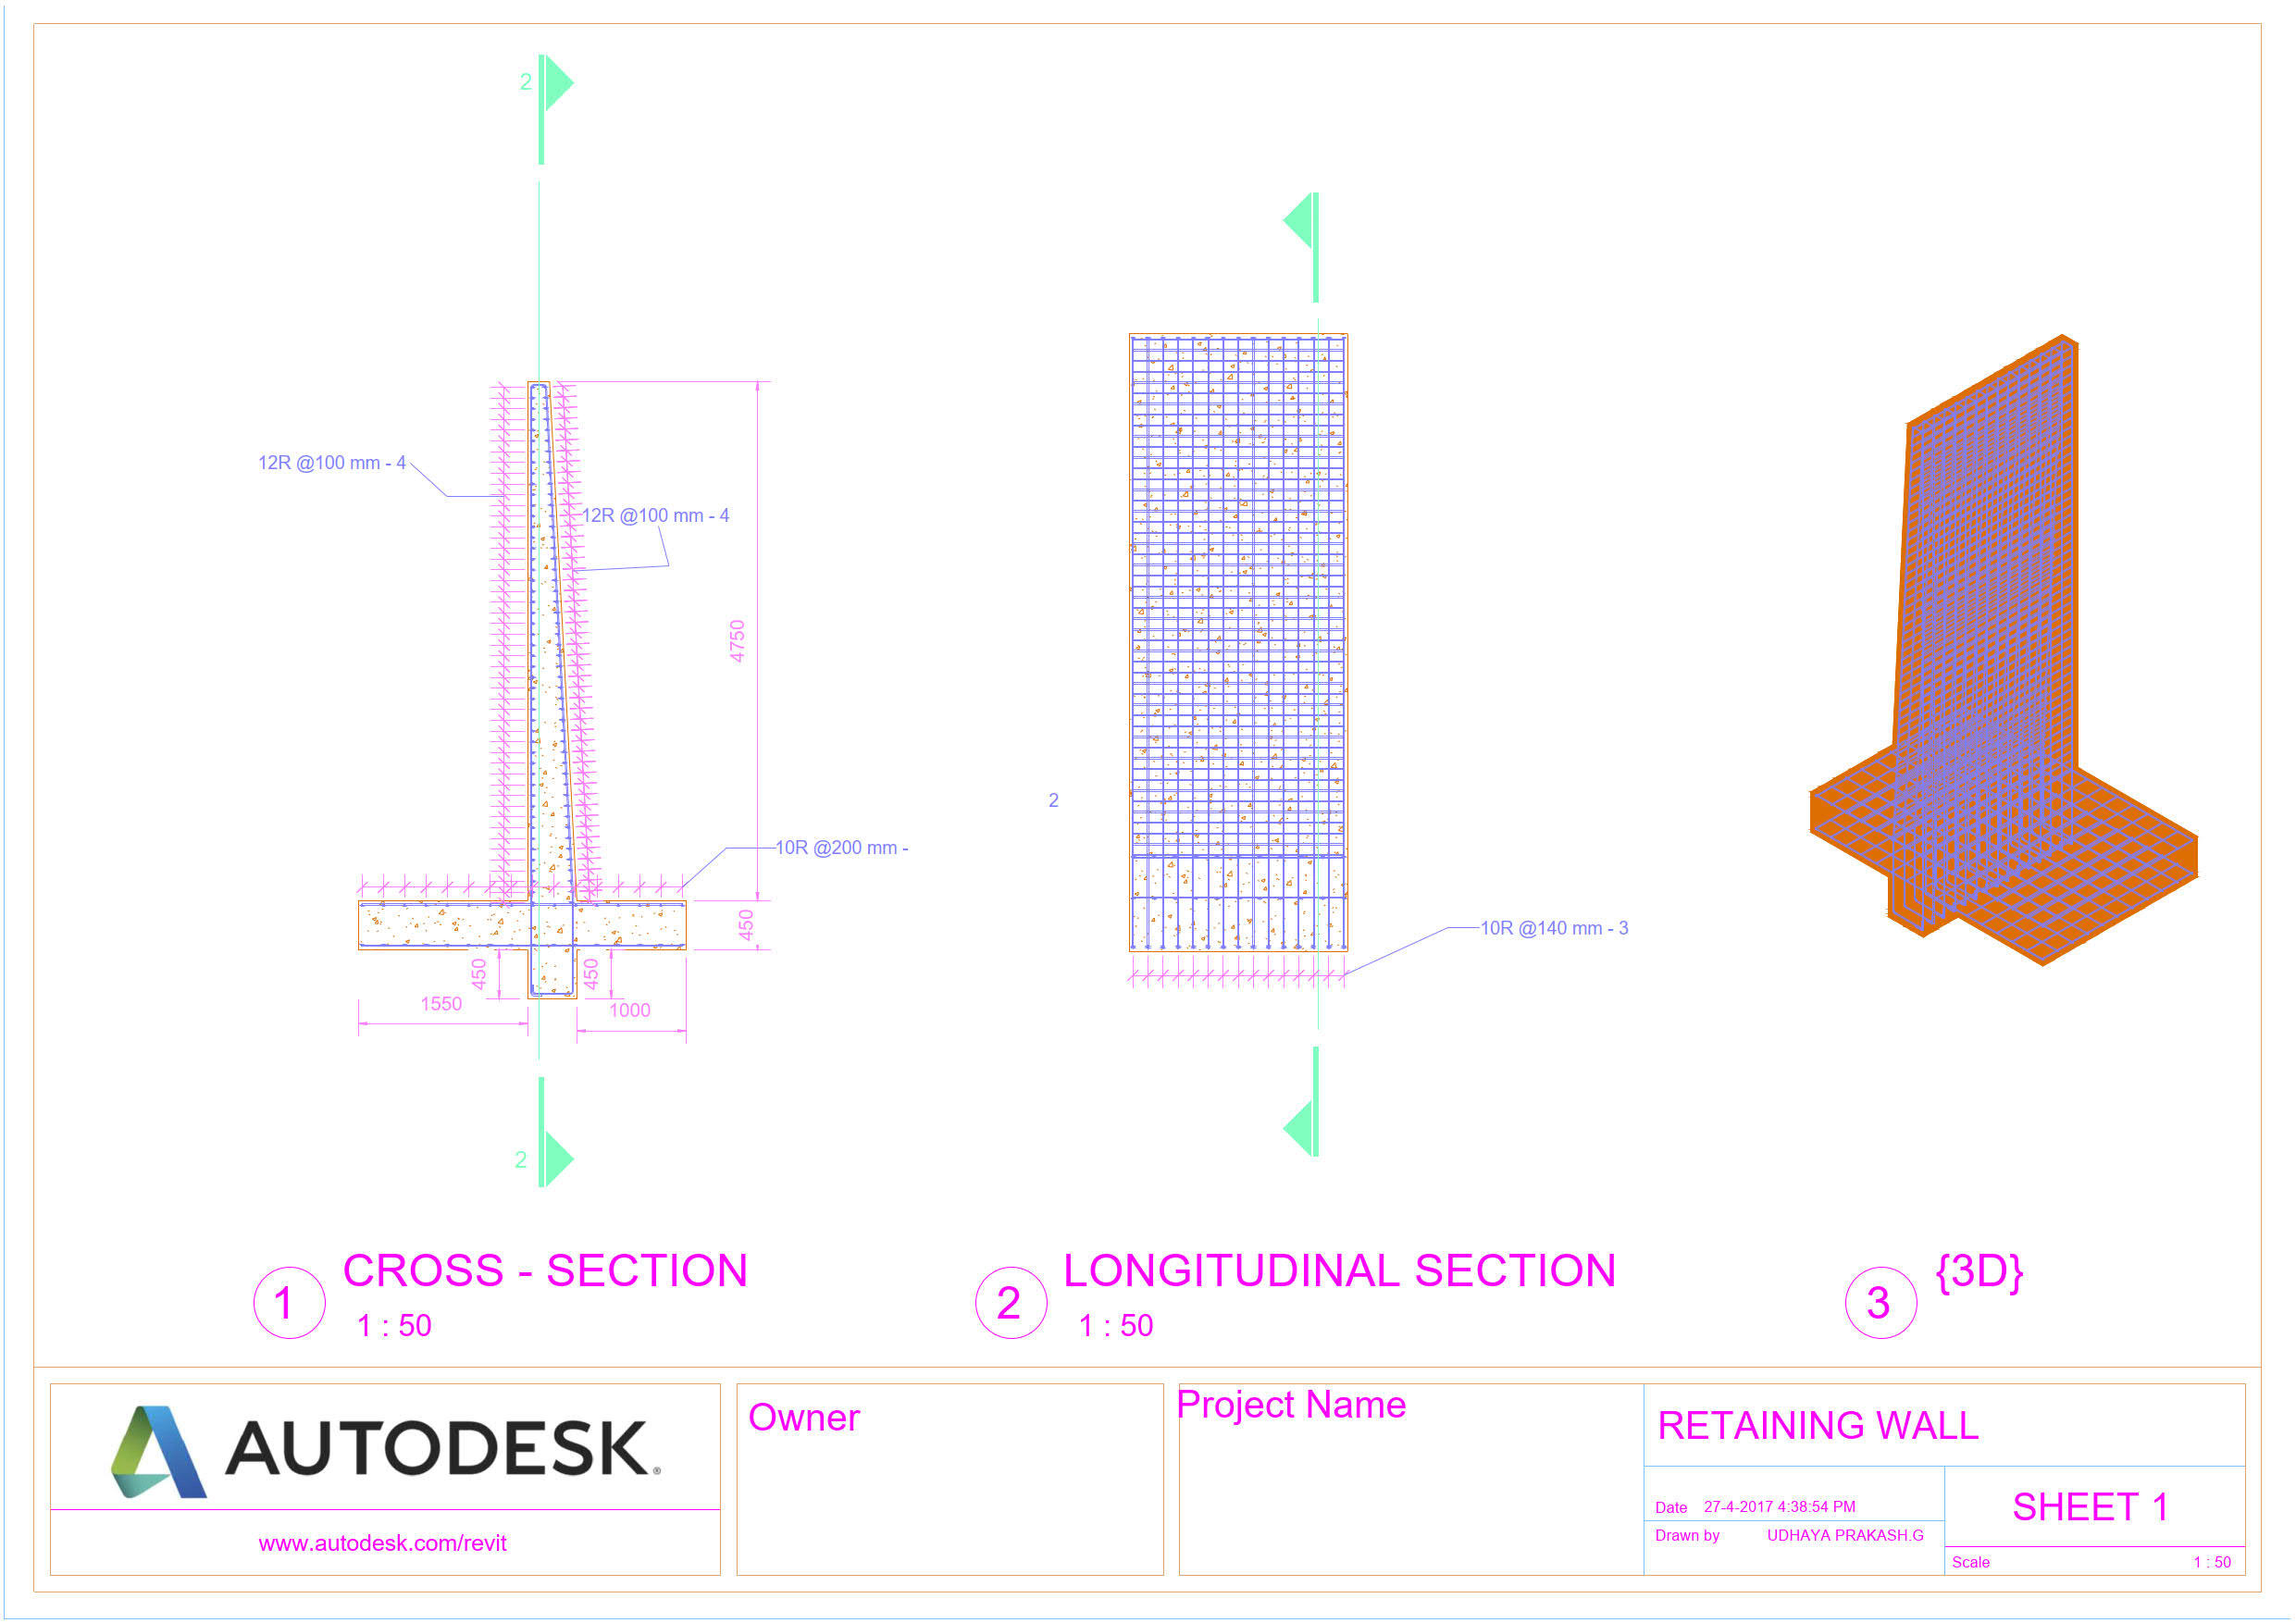 2
12R @100 mm - 4
12R @100 mm - 4
4750
10R @200 mm -
450
450
450
1550
1000
2
2
10R @140 mm - 3
1
CROSS - SECTION
1 : 50
2
LONGITUDINAL SECTION
1 : 50
3
{3D}
AUTODESK®
www.autodesk.com/revit
Owner
Project Name
RETAINING WALL
Date 27-4-2017 4:38:54 PM
Drawn by UDHAYA PRAKASH.G
SHEET 1
Scale 1 : 50